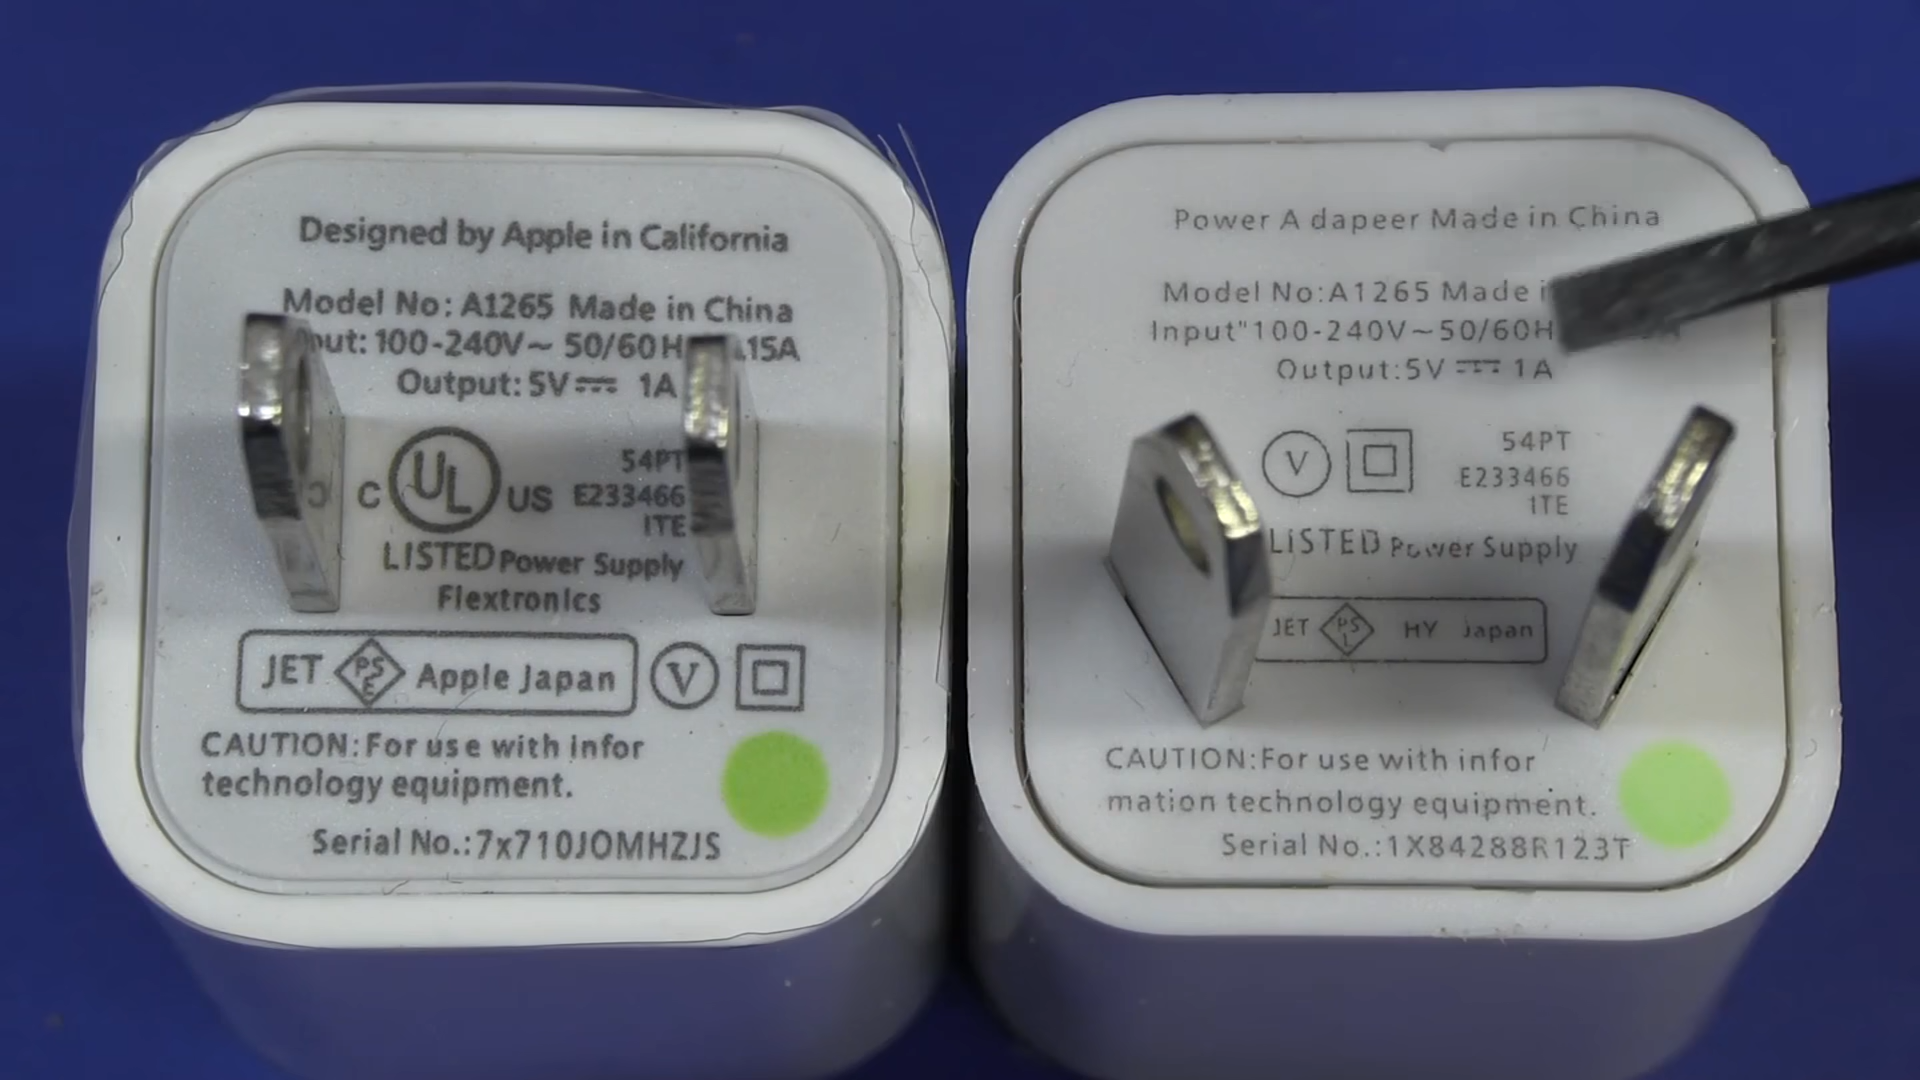 Designed by Apple in California
Model No: A1265 Made in China
put: 100-240V~ 50/60H .15A
Output: 5V 1A
C UL US
54PT
E233466
ITE
LISTED Power Supply
Flextronics
JET PSE Apple Japan V
CAUTION: For use with infor
technology equipment.
Serial No.:7x710JOMHZJS
Power A dapeer Made in China
Model No:A1265 Made i
Input"100-240V~50/60H
Output:5V 1A
V
54PT
E233466
ITE
LiSTED Power Supply
JET PS HY Japan
CAUTION:For use with infor
mation technology equipment.
Serial No.:1X84288R123T